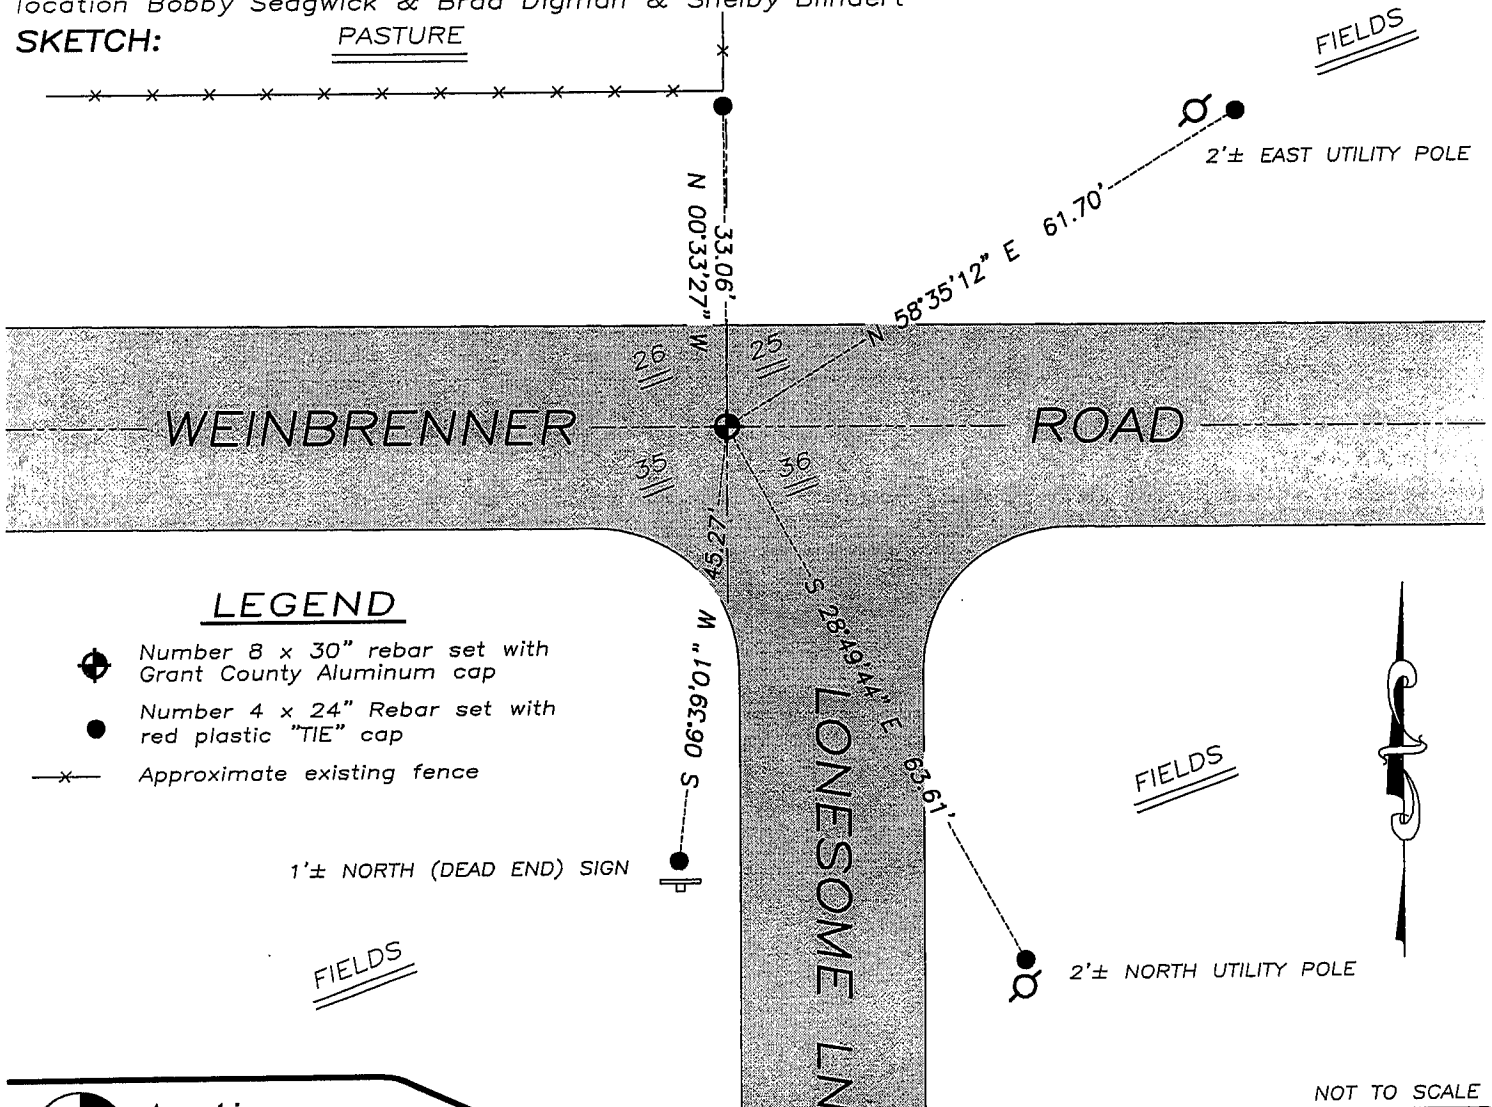 location Bobby Sedgwick & Brad Digman & Shelby Blindert
SKETCH:
PASTURE
FIELDS
2'± EAST UTILITY POLE
N 00°33'27" W
33.06'
N 58°35'12" E 61.70'
26
25
WEINBRENNER ROAD
35
36
45.27'
S 06°39'01" W
S 28°49'44" E 63.61'
LEGEND
Number 8 x 30" rebar set with
Grant County Aluminum cap
Number 4 x 24" Rebar set with
red plastic "TIE" cap
Approximate existing fence
LONESOME LN
FIELDS
1'± NORTH (DEAD END) SIGN
FIELDS
2'± NORTH UTILITY POLE
NOT TO SCALE